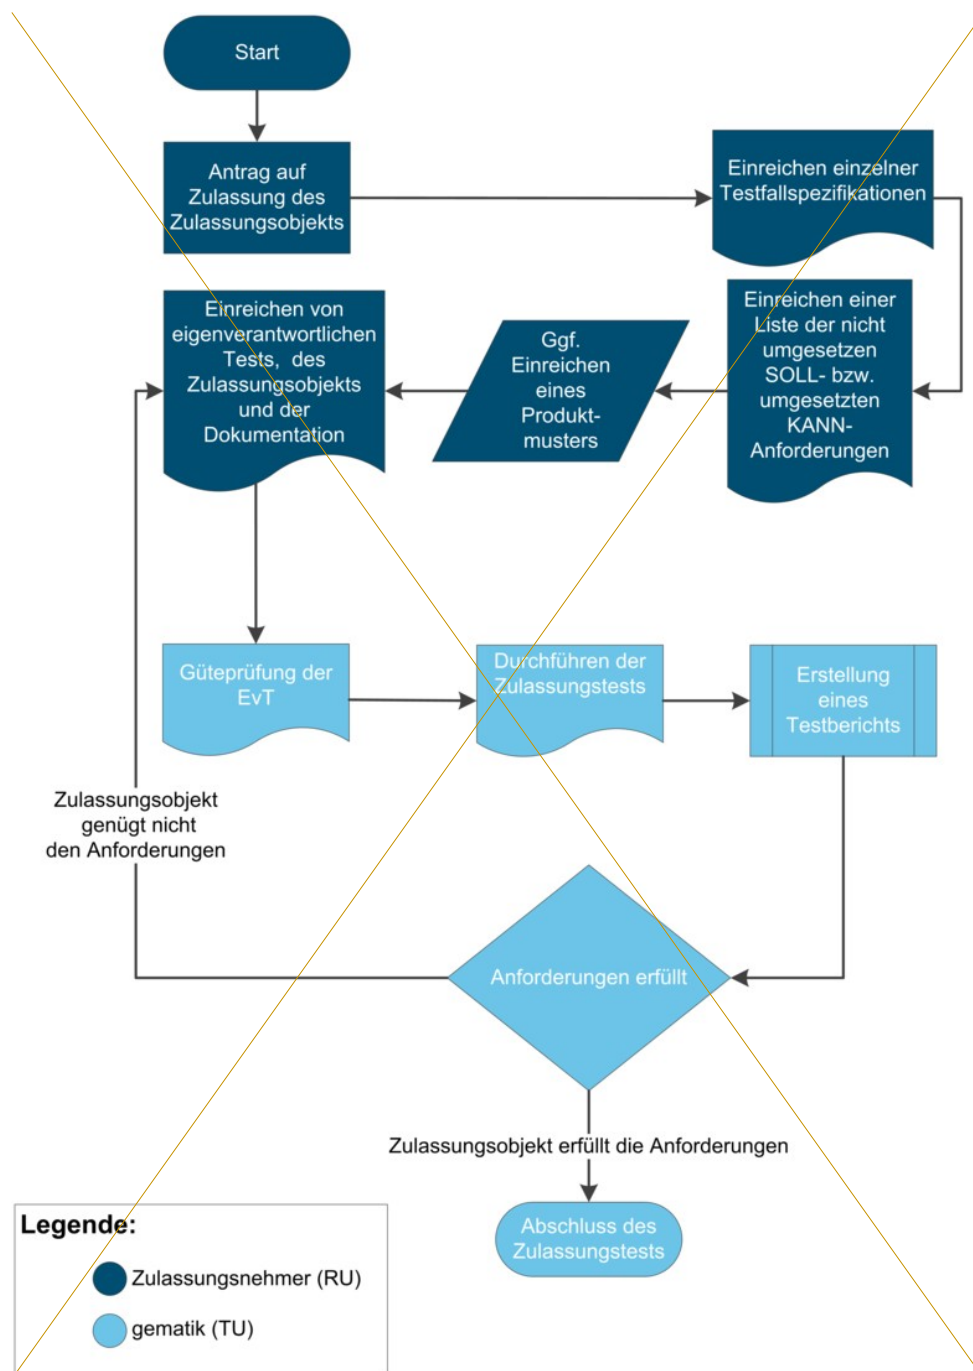 Start
Antrag auf
Zulassung des
Zulassungsobjekts
Einreichen einzelner
Testfallspezifikationen
Einreichen einer
Liste der nicht
umgesetzen
SOLL- bzw.
umgesetzten
KANN-
Anforderungen
Ggf.
Einreichen
eines
Produkt-
musters
Einreichen von
eigenverantwortlichen
Tests, des
Zulassungsobjekts
und der
Dokumentation
Güteprüfung der
EvT
Durchführen der
Zulassungstests
Erstellung
eines
Testberichts
Zulassungsobjekt
genügt nicht
den Anforderungen
Anforderungen erfüllt
Zulassungsobjekt erfüllt die Anforderungen
Abschluss des
Zulassungstests
Legende:
Zulassungsnehmer (RU)
gematik (TU)